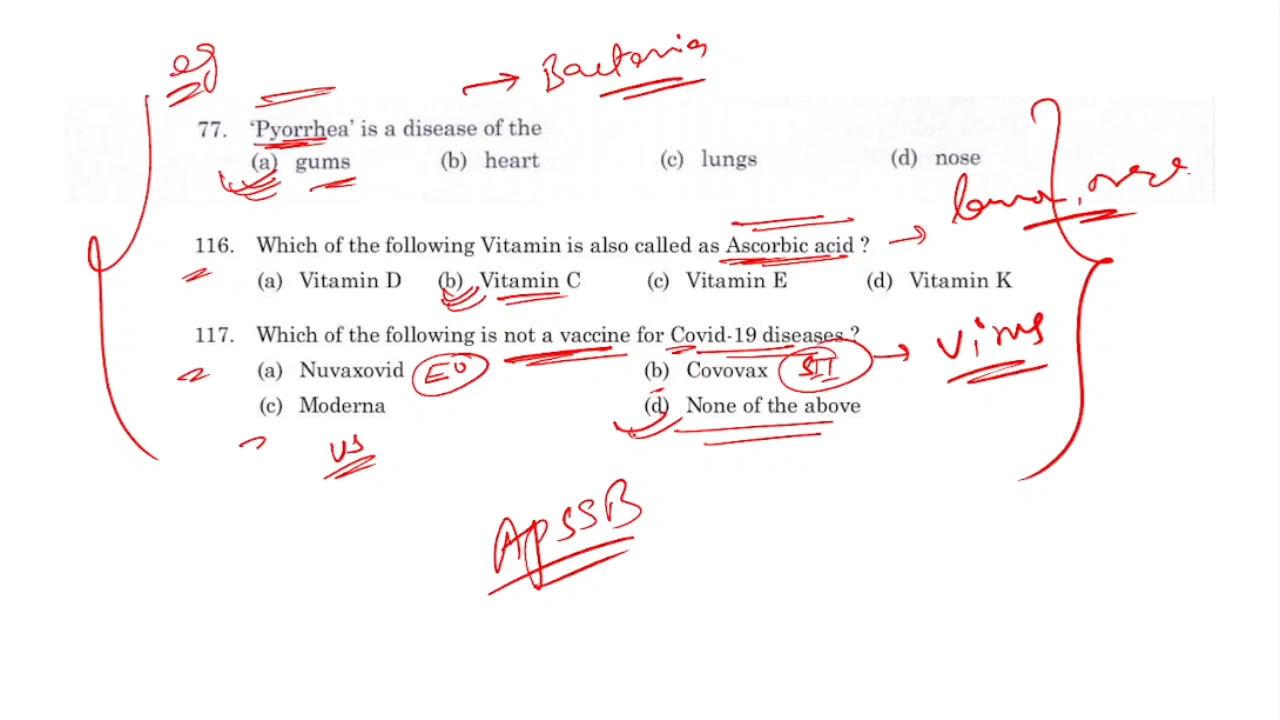 eg
→ Bacteria
77. 'Pyorrhea' is a disease of the
(a) gums (b) heart (c) lungs (d) nose
116. Which of the following Vitamin is also called as Ascorbic acid ? →
(a) Vitamin D (b) Vitamin C (c) Vitamin E (d) Vitamin K
117. Which of the following is not a vaccine for Covid-19 diseases ?
(a) Nuvaxovid EU (b) Covovax SII → Virus
(c) Moderna (d) None of the above
US
APSSB